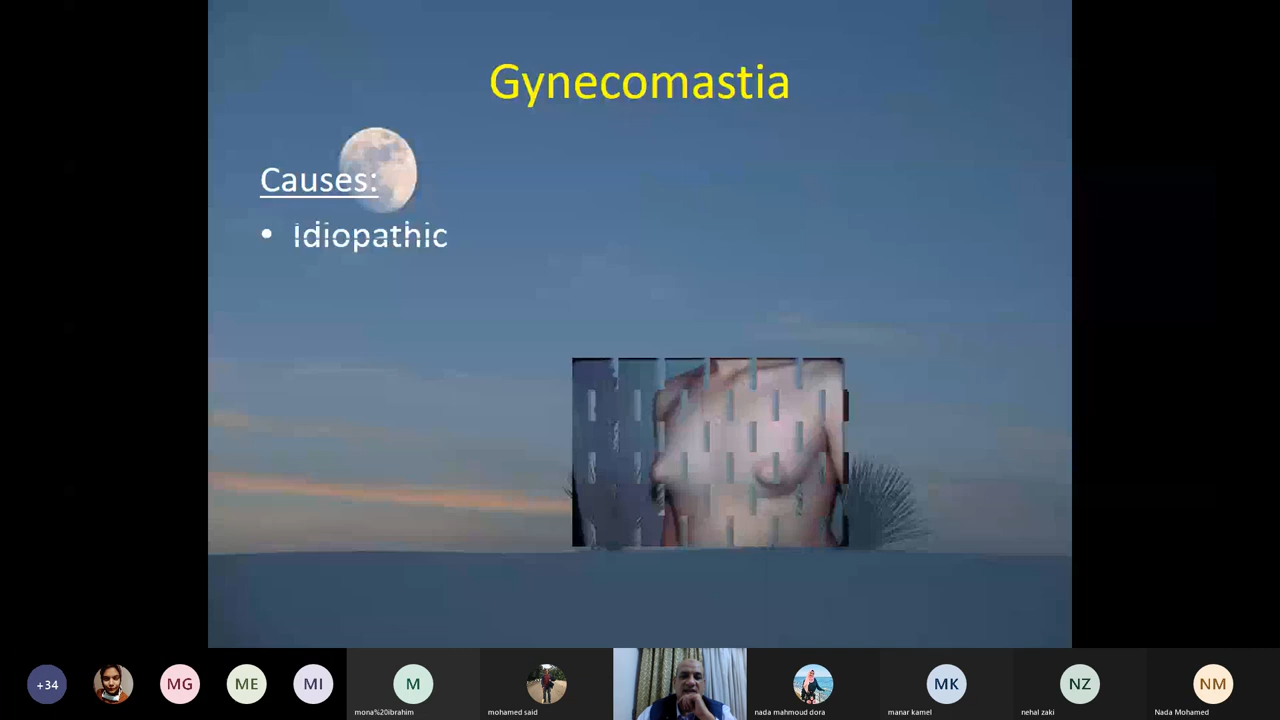 Gynecomastia
Causes:
• Idiopathic
+34
MG
ME
MI
M
mona%20ibrahim
mohamed said
nada mahmoud dora
MK
manar kamel
NZ
nehal zaki
NM
Nada Mohamed